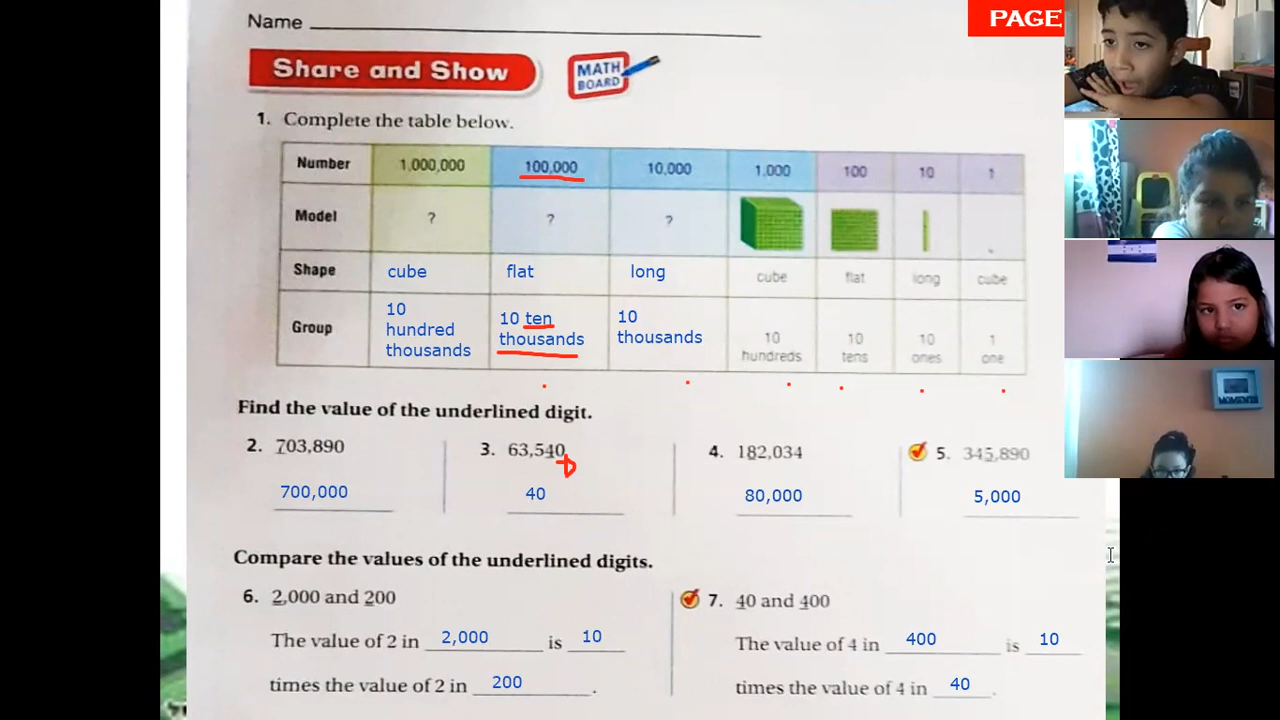 PAGE
Name
Share and Show
MATH
BOARD
1. Complete the table below.
Number 1,000,000 100,000 10,000 1,000 100 10 1
Model ? ? ?
Shape cube flat long cube flat long cube
Group 10 hundred thousands 10 ten thousands 10 thousands 10 hundreds 10 tens 10 ones 1 one
Find the value of the underlined digit.
2. 703,890 3. 63,540 4. 182,034 5. 345,890
700,000 40 80,000 5,000
Compare the values of the underlined digits.
6. 2,000 and 200
The value of 2 in 2,000 is 10
times the value of 2 in 200.
7. 40 and 400
The value of 4 in 400 is 10
times the value of 4 in 40.
MOMENTS